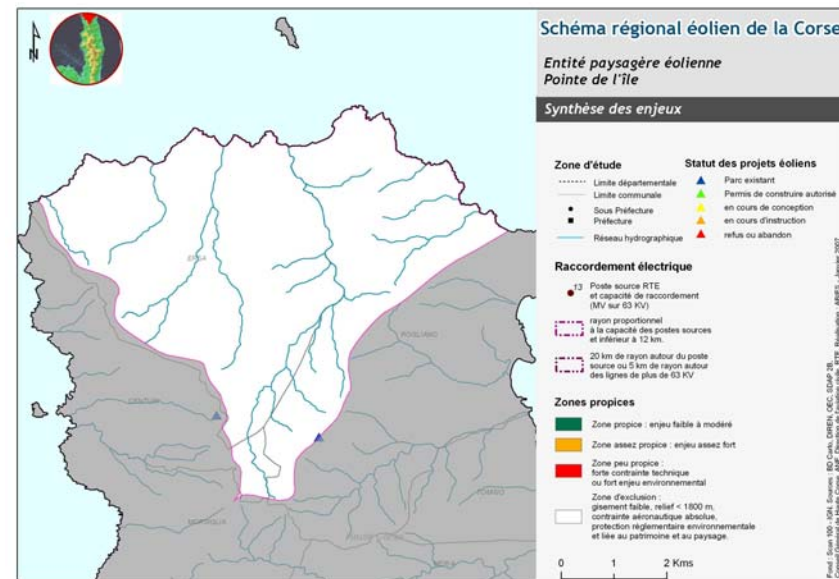 Schéma régional éolien de la Corse
Entité paysagère éolienne
Pointe de l'île
Synthèse des enjeux
N
Zone d'étude
Limite départementale
Limite communale
Sous Préfecture
Préfecture
Réseau hydrographique
Statut des projets éoliens
Parc existant
Permis de construire autorisé
en cours de conception
en cours d'instruction
refus ou abandon
Raccordement électrique
13
Poste source RTE
et capacité de raccordement
(MV sur 63 KV)
rayon proportionnel
à la capacité des postes sources
et inférieur à 12 km.
20 km de rayon autour du poste
source ou 5 km de rayon autour
des lignes de plus de 63 KV
Zones propices
Zone propice : enjeu faible à modéré
Zone assez propice : enjeu assez fort
Zone peu propice :
forte contrainte technique
ou fort enjeu environnemental
Zone d'exclusion :
gisement faible, relief < 1800 m,
contrainte aéronautique absolue,
protection réglementaire environnementale
et liée au patrimoine et au paysage.
0 1 2 Kms
ERSA
ROGLIANO
CENTURI
MORSIGLIA
TOMINO
MERIA